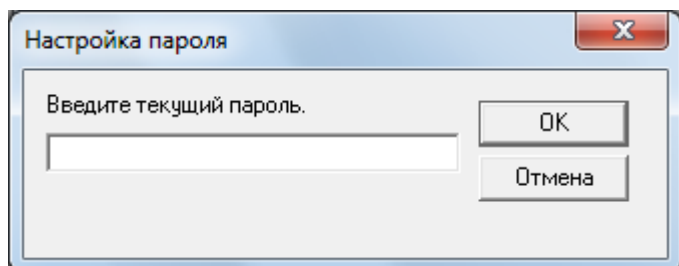 Настройка пароля
Введите текущий пароль.
OK
Отмена